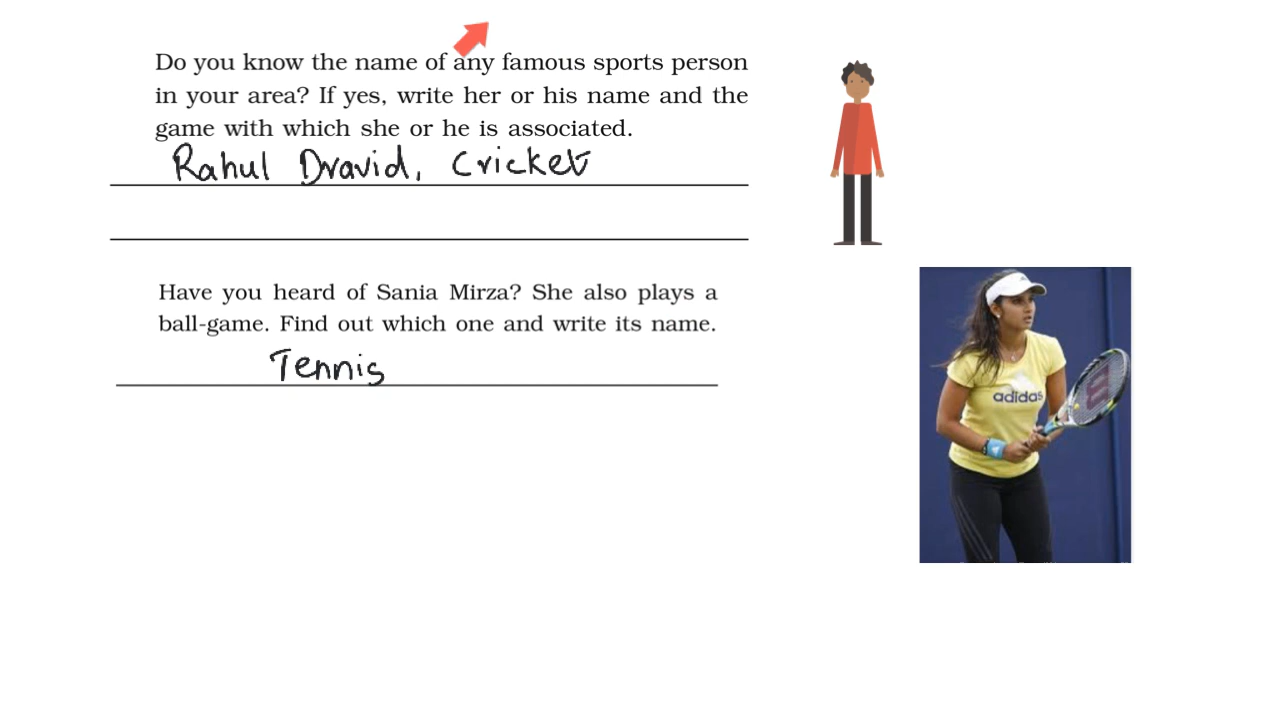 Do you know the name of any famous sports person
in your area? If yes, write her or his name and the
game with which she or he is associated.
Rahul Dravid, Cricket
Have you heard of Sania Mirza? She also plays a
ball-game. Find out which one and write its name.
Tennis
adidas